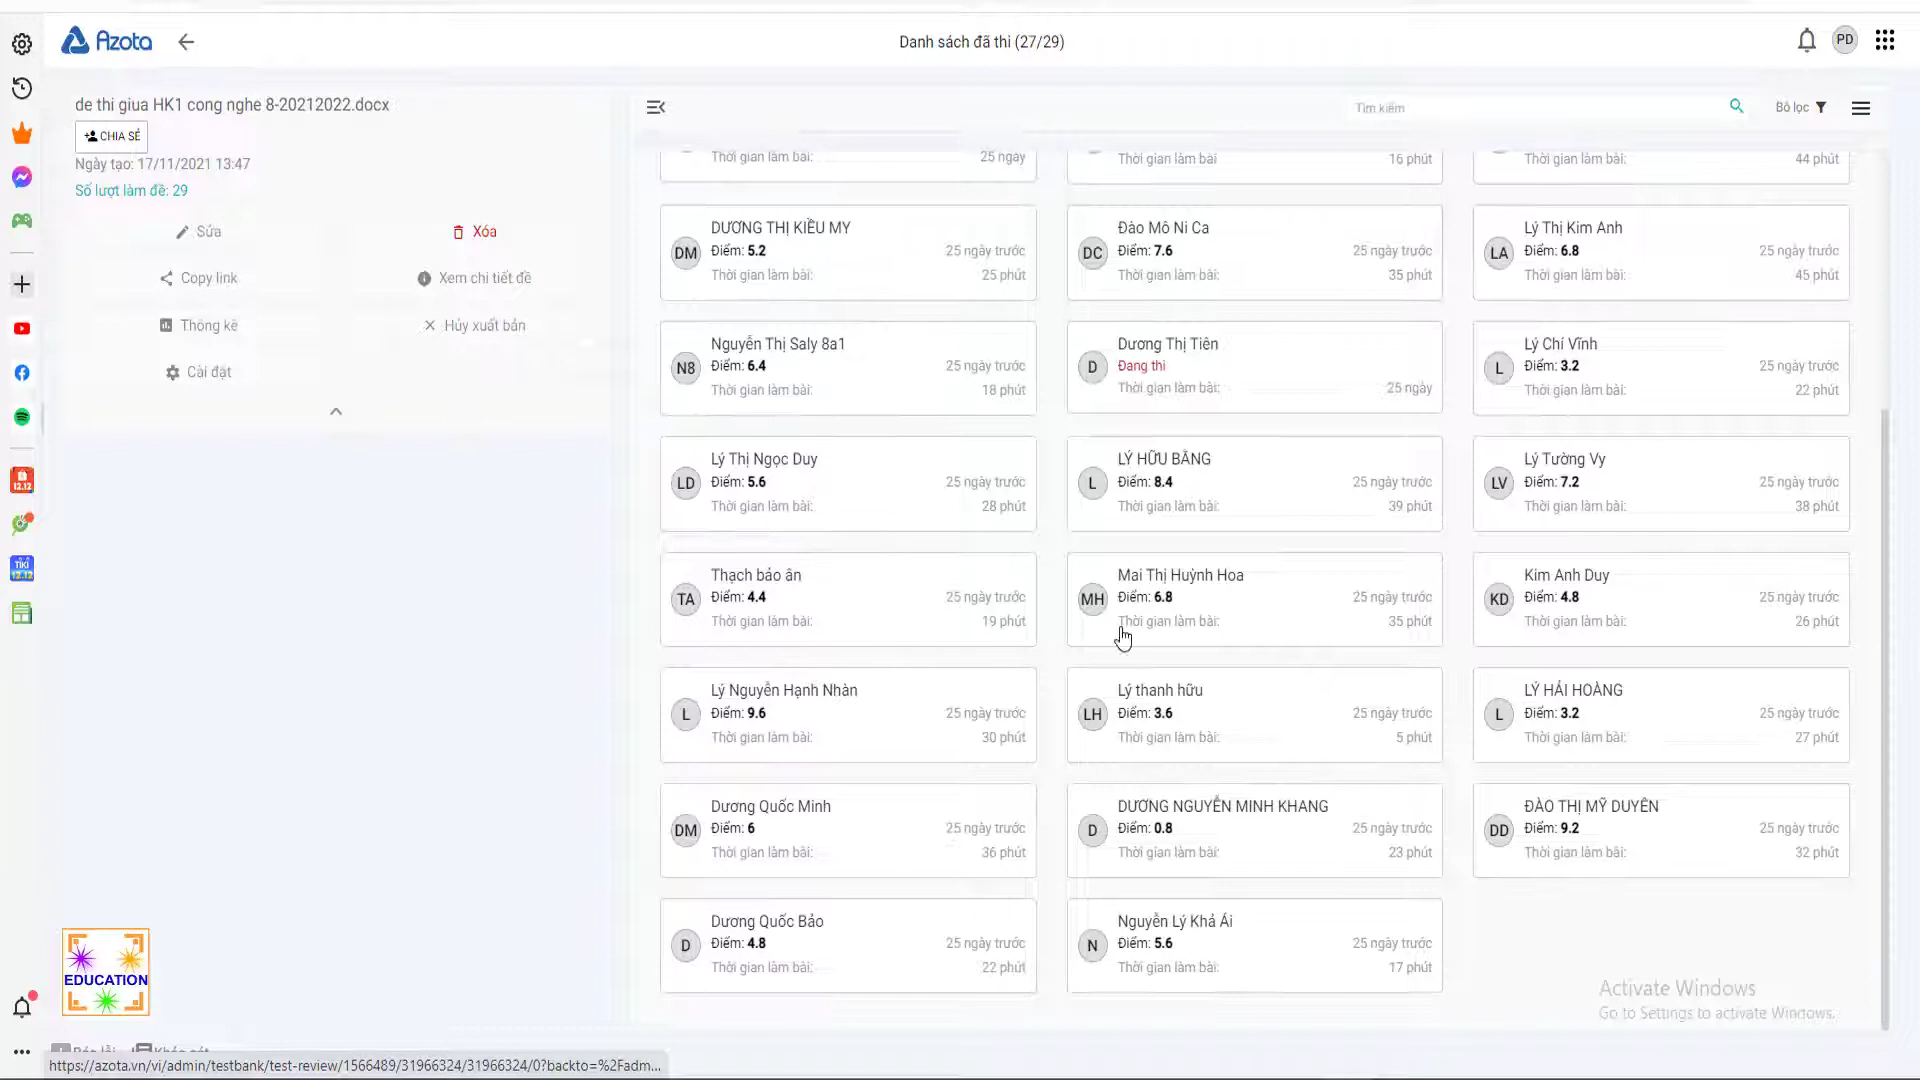 Azota
Danh sách đã thi (27/29)
PD
de thi giua HK1 cong nghe 8-20212022.docx
CHIA SẺ
Ngày tạo: 17/11/2021 13:47
Số lượt làm đề: 29
Sửa
Xóa
Copy link
Xem chi tiết đề
Thống kê
Hủy xuất bản
Cài đặt
Tìm kiếm
Bộ lọc
Thời gian làm bài: 25 ngày
Thời gian làm bài 16 phút
44 phút
DƯƠNG THỊ KIỀU MY
DM Điểm: 5.2 25 ngày trước
Thời gian làm bài: 25 phút
Đào Mô Ni Ca
DC Điểm: 7.6 25 ngày trước
Thời gian làm bài: 35 phút
Lý Thị Kim Anh
LA Điểm: 6.8 25 ngày trước
Thời gian làm bài: 45 phút
Nguyễn Thị Saly 8a1
N8 Điểm: 6.4 25 ngày trước
Thời gian làm bài: 18 phút
Dương Thị Tiên
D Đang thi
Thời gian làm bài: 25 ngày
Lý Chí Vĩnh
L Điểm: 3.2 25 ngày trước
Thời gian làm bài: 22 phút
Lý Thị Ngọc Duy
LD Điểm: 5.6 25 ngày trước
Thời gian làm bài: 28 phút
LÝ HỮU BẰNG
L Điểm: 8.4 25 ngày trước
Thời gian làm bài: 39 phút
Lý Tường Vy
LV Điểm: 7.2 25 ngày trước
Thời gian làm bài: 38 phút
Thạch bảo ân
TA Điểm: 4.4 25 ngày trước
Thời gian làm bài: 19 phút
Mai Thị Huỳnh Hoa
MH Điểm: 6.8 25 ngày trước
Thời gian làm bài: 35 phút
Kim Anh Duy
KD Điểm: 4.8 25 ngày trước
Thời gian làm bài: 26 phút
Lý Nguyễn Hạnh Nhàn
L Điểm: 9.6 25 ngày trước
Thời gian làm bài: 30 phút
Lý thanh hữu
LH Điểm: 3.6 25 ngày trước
Thời gian làm bài: 5 phút
LÝ HẢI HOÀNG
L Điểm: 3.2 25 ngày trước
Thời gian làm bài: 27 phút
Dương Quốc Minh
DM Điểm: 6 25 ngày trước
Thời gian làm bài: 36 phút
DƯƠNG NGUYỄN MINH KHANG
D Điểm: 0.8 25 ngày trước
Thời gian làm bài: 23 phút
ĐÀO THỊ MỸ DUYÊN
DD Điểm: 9.2 25 ngày trước
Thời gian làm bài: 32 phút
Dương Quốc Bảo
D Điểm: 4.8 25 ngày trước
Thời gian làm bài: 22 phút
Nguyễn Lý Khả Ái
N Điểm: 5.6 25 ngày trước
Thời gian làm bài: 17 phút
12.12
TIKI
EDUCATION
Activate Windows
Go to Settings to activate Windows.
https://azota.vn/vi/admin/testbank/test-review/1566489/31966324/31966324/0?backto=%2Fadm...